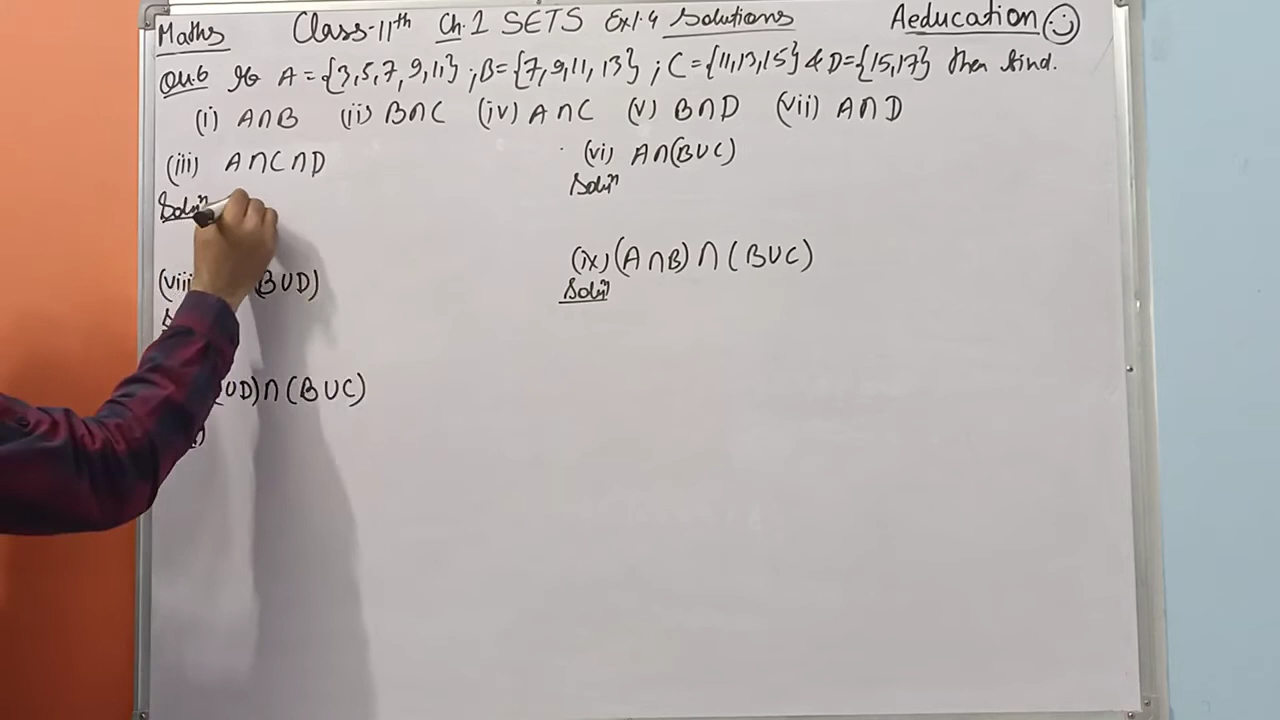 Maths Class-11th Ch.1 SETS Ex1.4 Solutions Aeducation
Qu.6 If A = {3,5,7,9,11} ; B={7,9,11,13} ; C={11,13,15} & D={15,17} then find.
(i) A∩B (ii) B∩C (iv) A∩C (v) B∩D (vii) A∩D
(iii) A∩C∩D
Solⁿ
(vi) A∩(B∪C)
Solⁿ
(viii B∪D)
(ix) (A∩B)∩(B∪C)
Solⁿ
∪D)∩(B∪C)